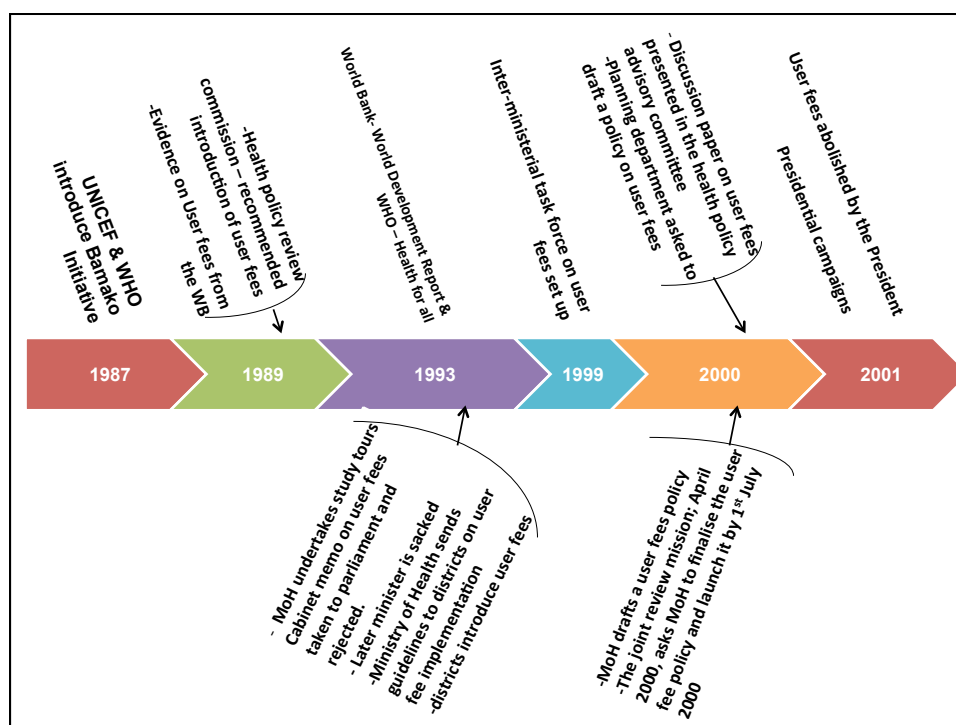 UNICEF & WHO
introduce Bamako
Initiative
-Health policy review
commission – recommended
introduction of user fees
-Evidence on User fees from
the WB
World Bank- World Development Report &
WHO – Health for all
Inter-ministerial task force on user
fees set up
- Discussion paper on user fees
presented in the health policy
advisory committee
-Planning department asked to
draft a policy on user fees
Presidential campaigns
User fees abolished by the President
1987
1989
1993
1999
2000
2001
- MoH undertakes study tours
Cabinet memo on user fees
taken to parliament and
rejected.
- Later minister is sacked
-Ministry of Health sends
guidelines to districts on user
fee implementation
-districts introduce user fees
-MoH drafts a user fees policy
-The joint review mission; April
2000, asks MoH to finalise the user
fee policy and launch it by 1st July
2000